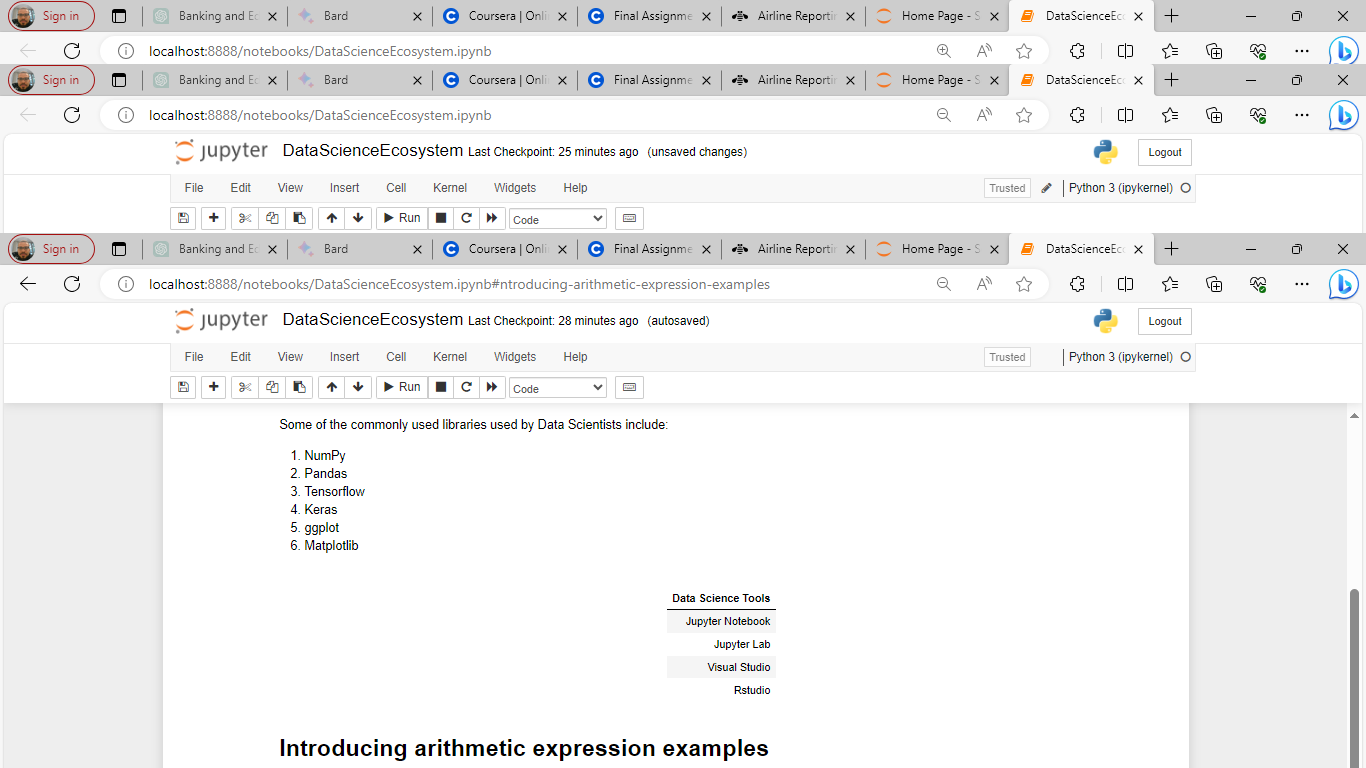 Sign in Banking and Ec Bard Coursera | Onli Final Assignme Airline Reportin Home Page - S DataScienceEc
localhost:8888/notebooks/DataScienceEcosystem.ipynb
Sign in Banking and Ec Bard Coursera | Onli Final Assignme Airline Reportin Home Page - S DataScienceEc
localhost:8888/notebooks/DataScienceEcosystem.ipynb
jupyter DataScienceEcosystem Last Checkpoint: 25 minutes ago (unsaved changes) Logout
File Edit View Insert Cell Kernel Widgets Help Trusted Python 3 (ipykernel)
Run Code
Sign in Banking and Ec Bard Coursera | Onli Final Assignme Airline Reportin Home Page - S DataScienceEc
localhost:8888/notebooks/DataScienceEcosystem.ipynb#ntroducing-arithmetic-expression-examples
jupyter DataScienceEcosystem Last Checkpoint: 28 minutes ago (autosaved) Logout
File Edit View Insert Cell Kernel Widgets Help Trusted Python 3 (ipykernel)
Run Code
Some of the commonly used libraries used by Data Scientists include:
1. NumPy
2. Pandas
3. Tensorflow
4. Keras
5. ggplot
6. Matplotlib
Data Science Tools
Jupyter Notebook
Jupyter Lab
Visual Studio
Rstudio
Introducing arithmetic expression examples